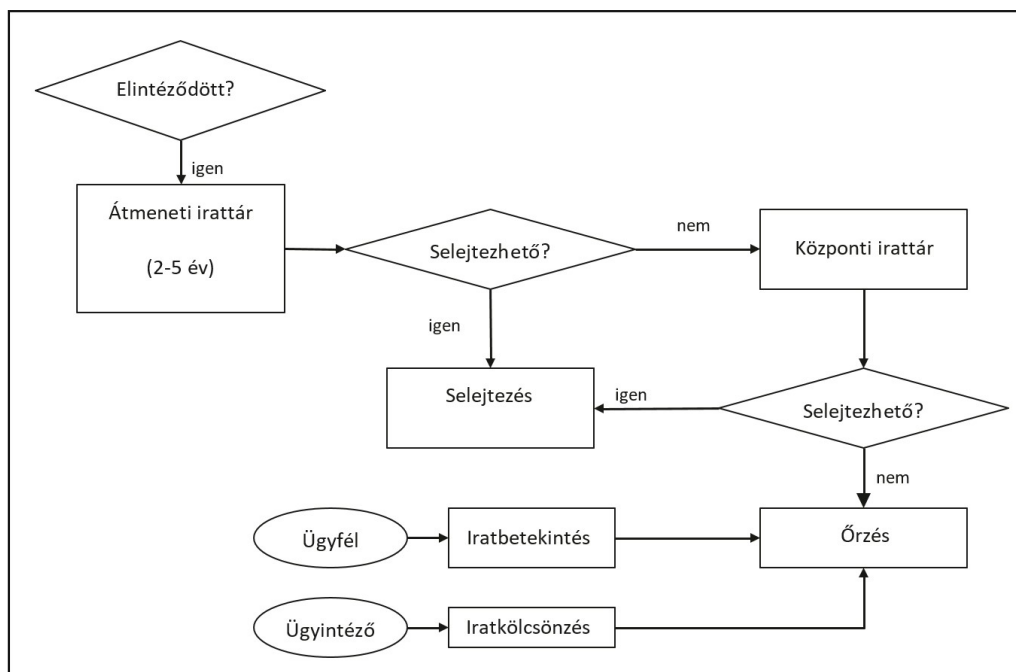 Elintéződött?
igen
Átmeneti irattár
(2-5 év)
Selejtezhető?
nem
Központi irattár
igen
Selejtezés
igen
Selejtezhető?
nem
Ügyfél
Iratbetekintés
Őrzés
Ügyintéző
Iratkölcsönzés